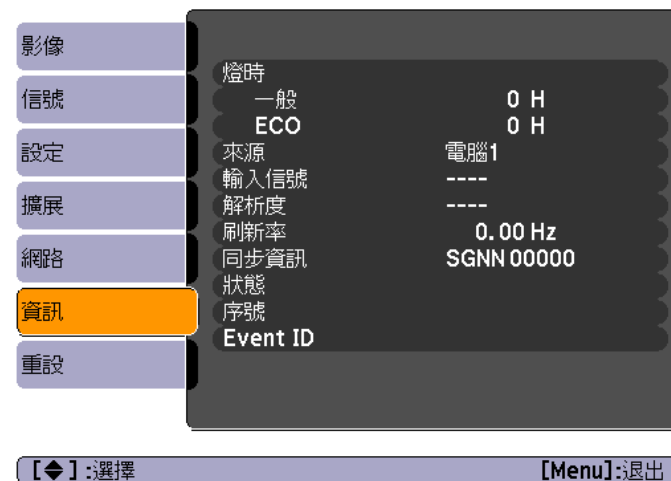 影像
信號
設定
擴展
網路
資訊
重設
燈時
一般 0 H
ECO 0 H
來源 電腦1
輸入信號 ----
解析度 ----
刷新率 0.00 Hz
同步資訊 SGNN 00000
狀態
序號
Event ID
[◆] :選擇 [Menu]:退出